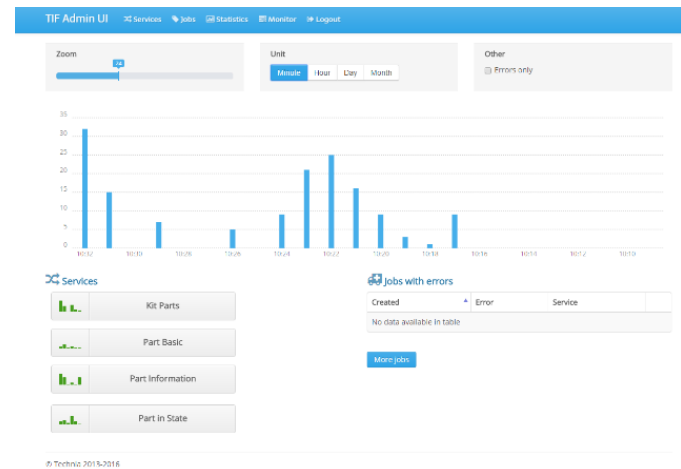 TIF Admin UI Services Jobs Statistics Monitor Logout
Zoom
24
Unit
Minute Hour Day Month
Other
Errors only
35
30
25
20
15
10
5
0
10:32 10:30 10:28 10:26 10:24 10:22 10:20 10:18 10:16 10:14 10:12 10:10
Services
Kit Parts
Part Basic
Part Information
Part in State
Jobs with errors
Created Error Service
No data available in table
More jobs
© Technia 2013-2016